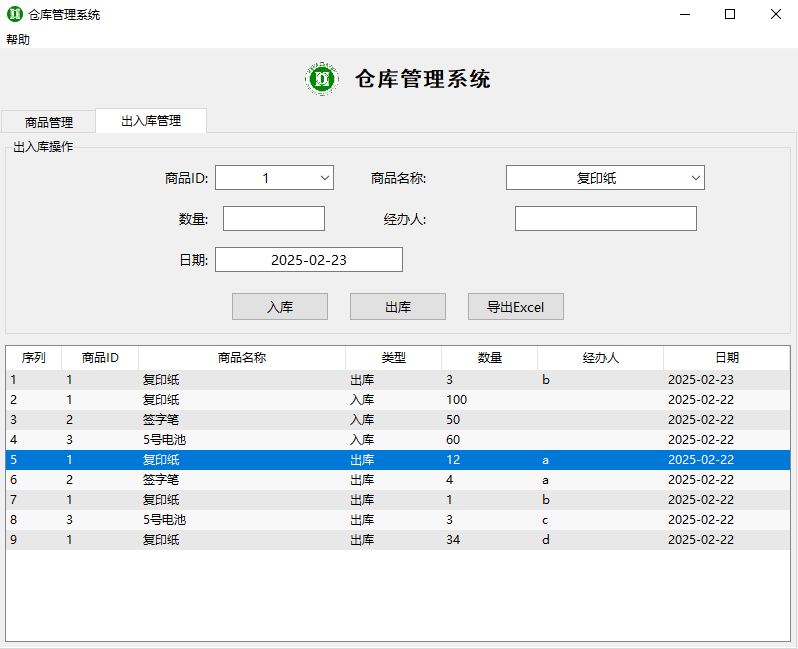 仓库管理系统
帮助
仓库管理系统
商品管理 出入库管理
出入库操作
商品ID: 1 商品名称: 复印纸
数量: 经办人:
日期: 2025-02-23
入库 出库 导出Excel
序列 商品ID 商品名称 类型 数量 经办人 日期
1 1 复印纸 出库 3 b 2025-02-23
2 1 复印纸 入库 100 2025-02-22
3 2 签字笔 入库 50 2025-02-22
4 3 5号电池 入库 60 2025-02-22
5 1 复印纸 出库 12 a 2025-02-22
6 2 签字笔 出库 4 a 2025-02-22
7 1 复印纸 出库 1 b 2025-02-22
8 3 5号电池 出库 3 c 2025-02-22
9 1 复印纸 出库 34 d 2025-02-22